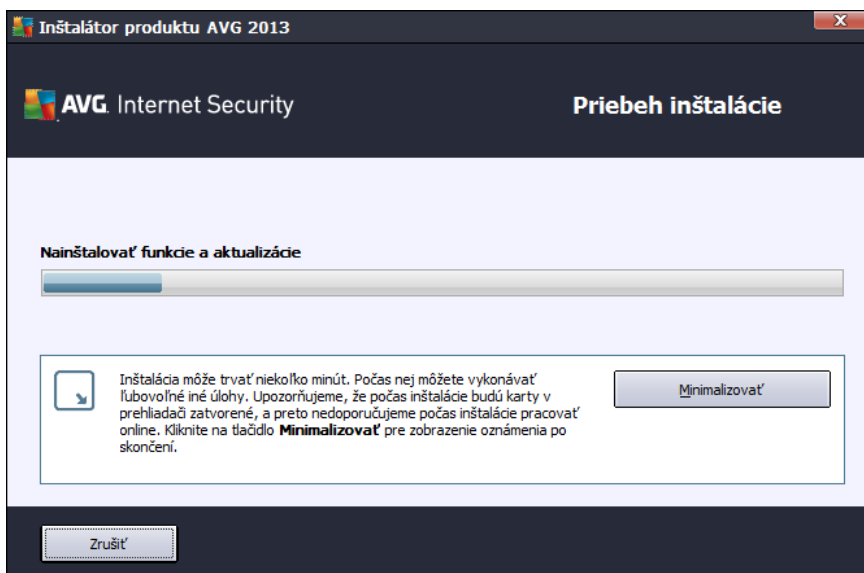 Inštalátor produktu AVG 2013
AVG. Internet Security
Priebeh inštalácie
Nainštalovať funkcie a aktualizácie
Inštalácia môže trvať niekoľko minút. Počas nej môžete vykonávať
ľubovoľné iné úlohy. Upozorňujeme, že počas inštalácie budú karty v
prehliadači zatvorené, a preto nedoporučujeme počas inštalácie pracovať
online. Kliknite na tlačidlo Minimalizovať pre zobrazenie oznámenia po
skončení.
Minimalizovať
Zrušiť